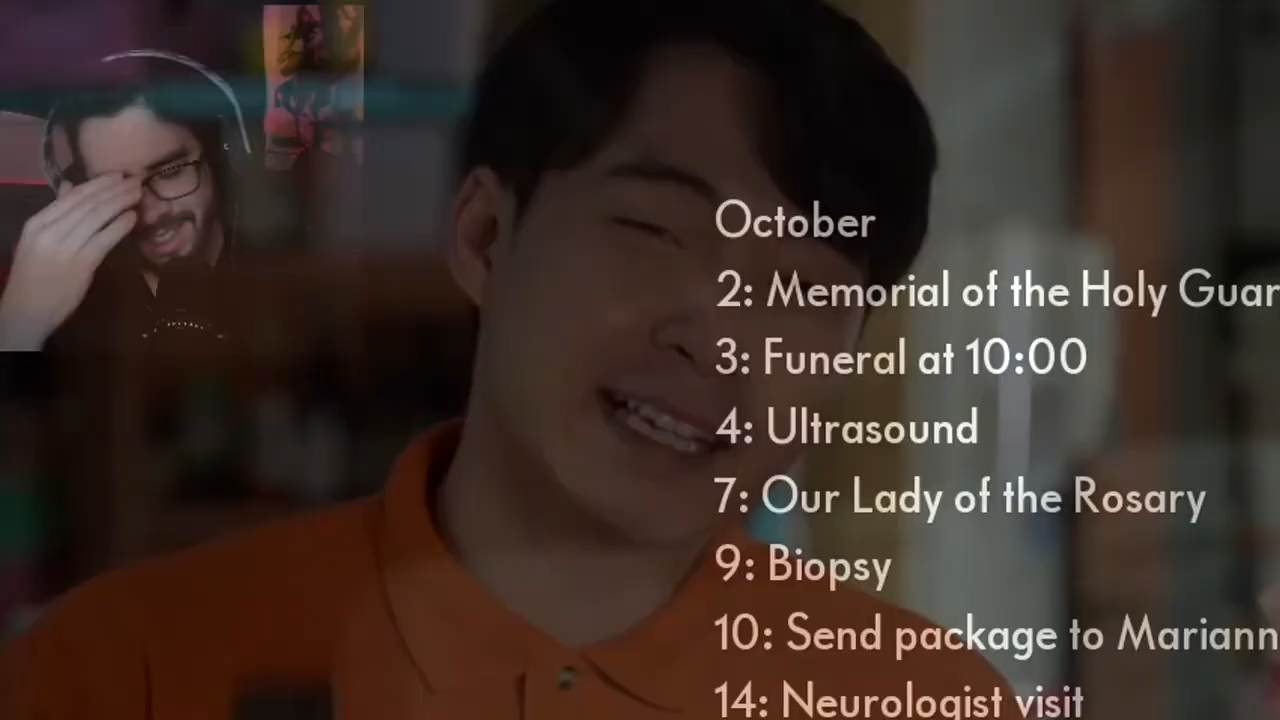 October
2: Memorial of the Holy Guar
3: Funeral at 10:00
4: Ultrasound
7: Our Lady of the Rosary
9: Biopsy
10: Send package to Mariann
14: Neurologist visit